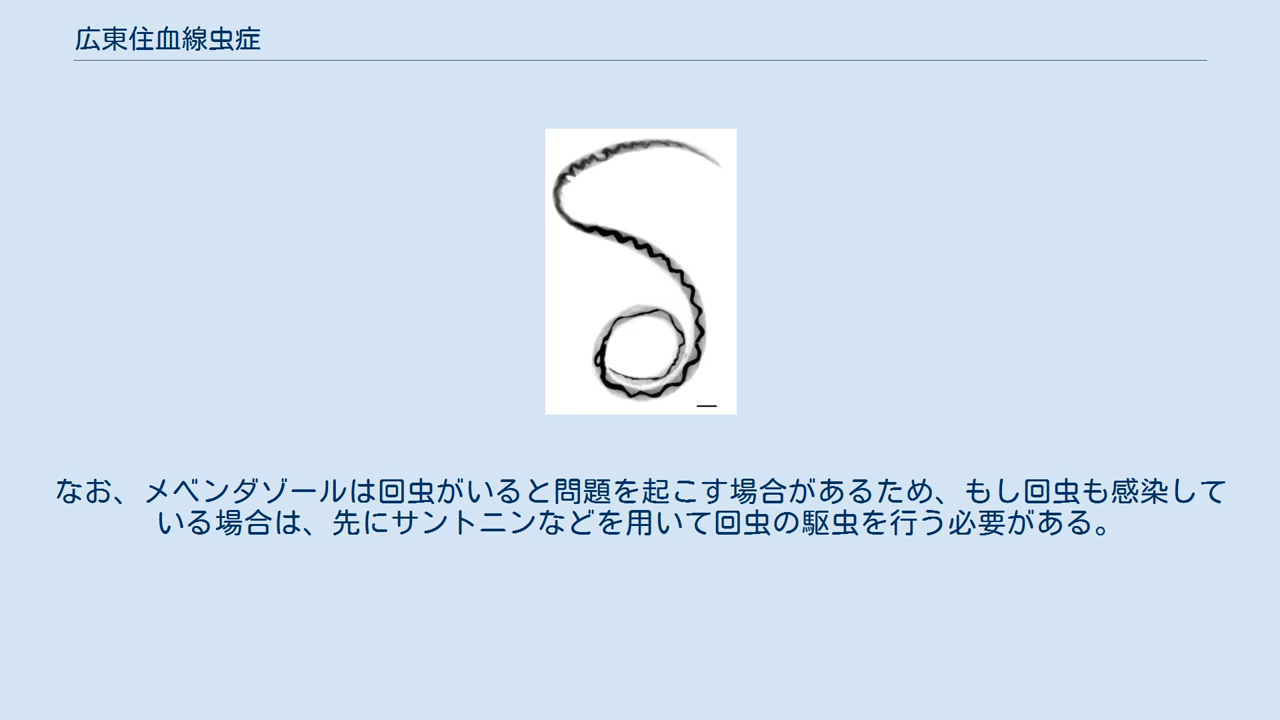 広東住血線虫症
なお、メベンダゾールは回虫がいると問題を起こす場合があるため、もし回虫も感染して
いる場合は、先にサントニンなどを用いて回虫の駆虫を行う必要がある。